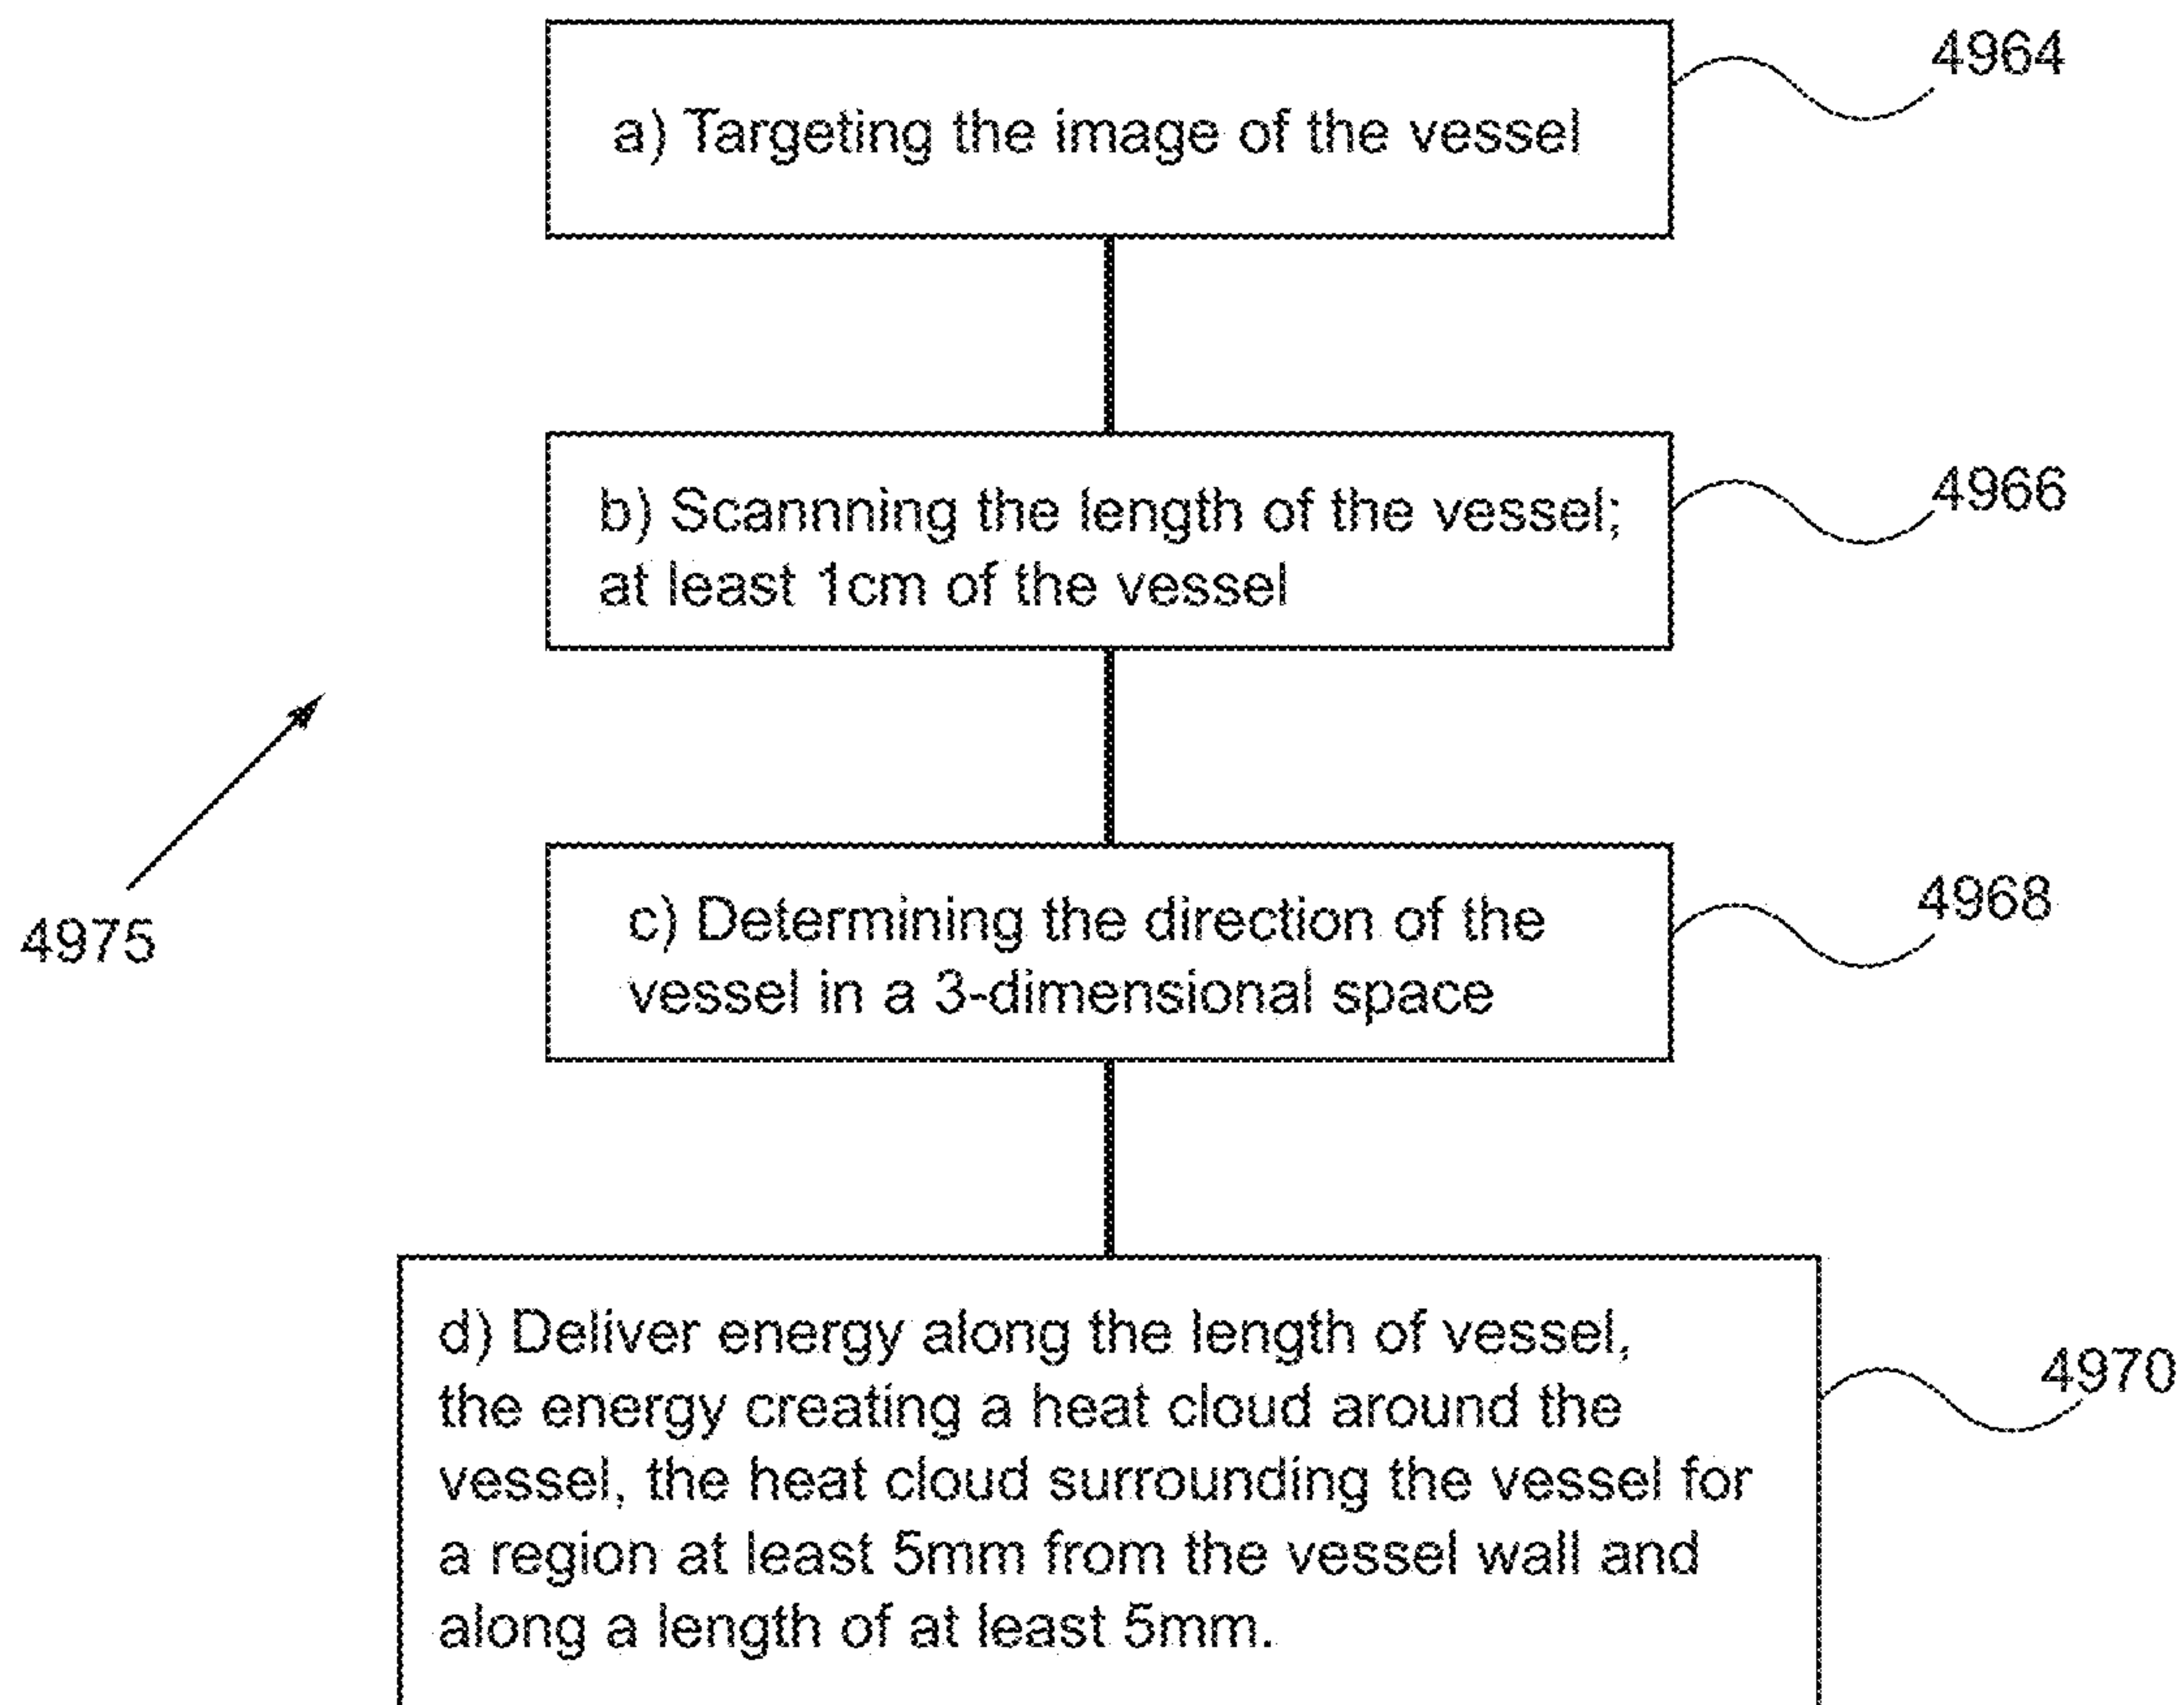 4964
a) Targeting the image of the vessel
4966
b) Scannning the length of the vessel;
at least 1cm of the vessel
4968
c) Determining the direction of the
vessel in a 3-dimensional space
4975
4970
d) Deliver energy along the length of vessel,
the energy creating a heat cloud around the
vessel, the heat cloud surrounding the vessel for
a region at least 5mm from the vessel wall and
along a length of at least 5mm.